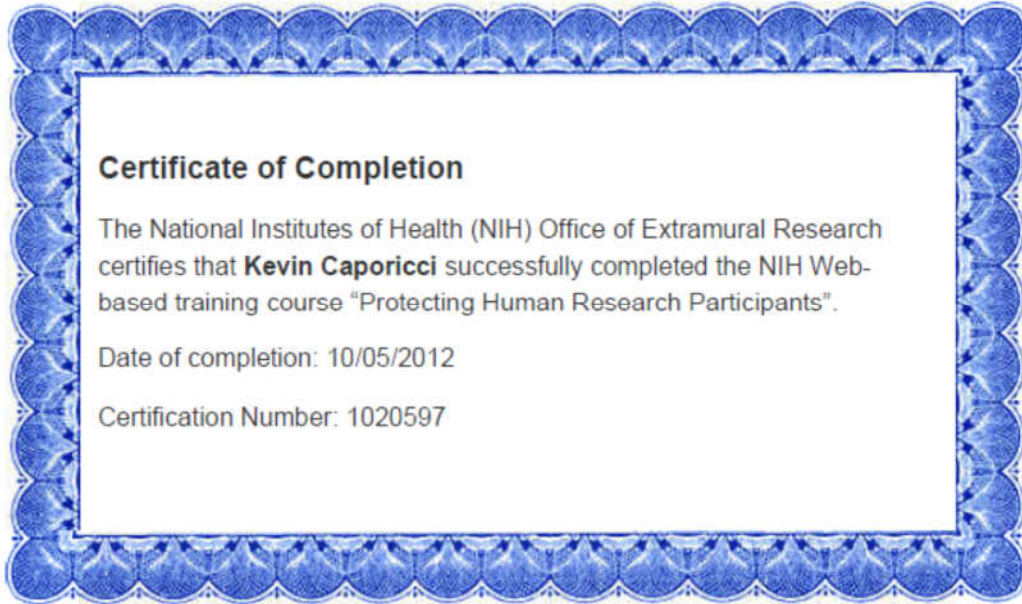 Certificate of Completion
The National Institutes of Health (NIH) Office of Extramural Research
certifies that Kevin Caporicci successfully completed the NIH Web-
based training course “Protecting Human Research Participants”.
Date of completion: 10/05/2012
Certification Number: 1020597